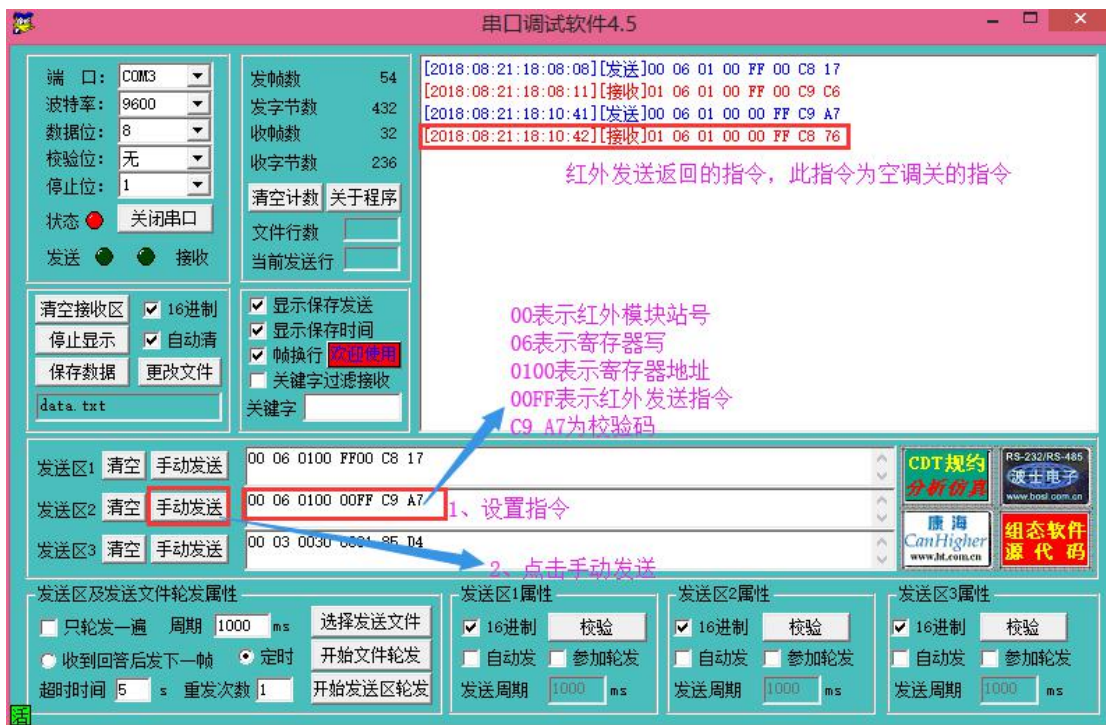 串口调试软件4.5
端 口: COM3
波特率: 9600
数据位: 8
校验位: 无
停止位: 1
状态 关闭串口
发送 接收
发帧数 54
发字节数 432
收帧数 32
收字节数 236
清空计数 关于程序
文件行数
当前发送行
[2018:08:21:18:08:08][发送]00 06 01 00 FF 00 C8 17
[2018:08:21:18:08:11][接收]01 06 01 00 FF 00 C9 C6
[2018:08:21:18:10:41][发送]00 06 01 00 00 FF C9 A7
[2018:08:21:18:10:42][接收]01 06 01 00 00 FF C8 76
红外发送返回的指令，此指令为空调关的指令
清空接收区 16进制
停止显示 自动清
保存数据 更改文件
data.txt
显示保存发送
显示保存时间
帧换行 欢迎使用
关键字过滤接收
关键字
00表示红外模块站号
06表示寄存器写
0100表示寄存器地址
00FF表示红外发送指令
C9 A7为校验码
发送区1 清空 手动发送 00 06 0100 FF00 C8 17
发送区2 清空 手动发送 00 06 0100 00FF C9 A7
1、设置指令
发送区3 清空 手动发送 00 03 0030 0001 85 D4
2、点击手动发送
CDT规约
分析仿真
RS-232/RS-485
波士电子
www.bosi.com.cn
康海
CanHigher
www.ht.com.cn
组态软件
源代码
发送区及发送文件轮发属性
只轮发一遍 周期 1000 ms 选择发送文件
收到回答后发下一帧 定时 开始文件轮发
超时时间 5 s 重发次数 1 开始发送区轮发
发送区1属性
16进制 校验
自动发 参加轮发
发送周期 1000 ms
发送区2属性
16进制 校验
自动发 参加轮发
发送周期 1000 ms
发送区3属性
16进制 校验
自动发 参加轮发
发送周期 1000 ms
活